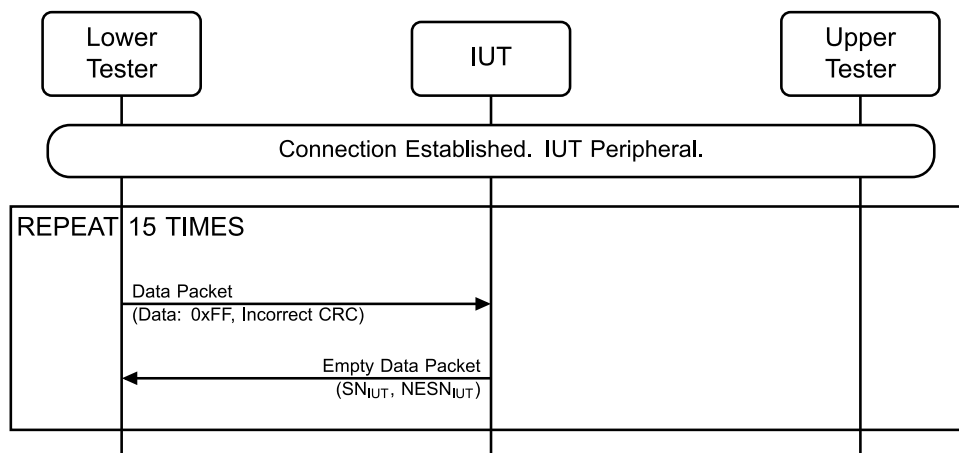 Lower
Tester
IUT
Upper
Tester
Connection Established. IUT Peripheral.
REPEAT 15 TIMES
Data Packet
(Data: 0xFF, Incorrect CRC)
Empty Data Packet
(SNIUT, NESNIUT)